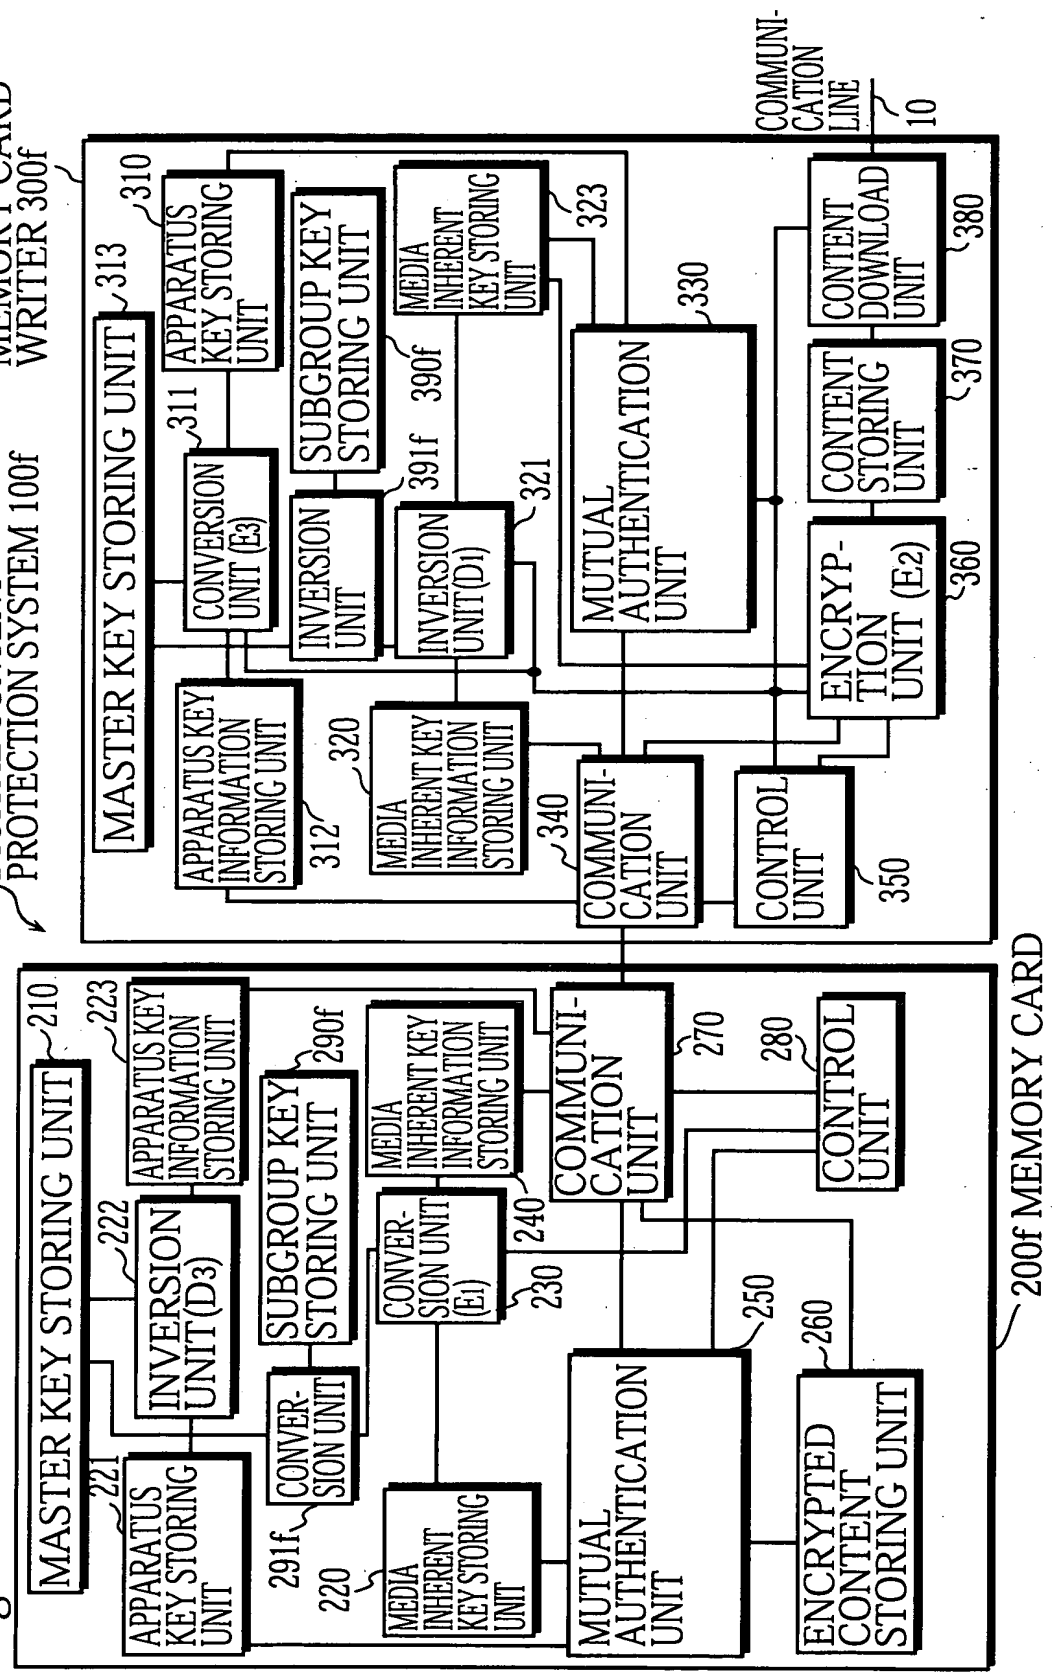 PROTECTION SYSTEM 100f
WRITER 300f
210
MASTER KEY STORING UNIT
221
APPARATUS
KEY STORING
UNIT
222
INVERSION
UNIT(D3)
223
APPARATUS KEY
INFORMATION
STORING UNIT
290f
SUBGROUP KEY
STORING UNIT
291f
CONVER-
SION UNIT
220
MEDIA
INHERENT
KEY STORING
UNIT
CONVER-
SION UNIT
(E1)
230
MEDIA
INHERENT KEY
INFORMATION
STORING UNIT
240
COMMUNI-
CATION
UNIT
270
MUTUAL
AUTHENTICATION
UNIT
250
260
ENCRYPTED
CONTENT
STORING UNIT
280
CONTROL
UNIT
200f MEMORY CARD
313
MASTER KEY STORING UNIT
310
APPARATUS
KEY STORING
UNIT
311
CONVERSION
UNIT (E3)
APPARATUS KEY
INFORMATION
STORING UNIT
312
SUBGROUP KEY
STORING UNIT
390f
INVERSION
UNIT
391f
MEDIA
INHERENT
KEY STORING
UNIT
323
INVERSION
UNIT(D1)
321
320
MEDIA
INHERENT KEY
INFORMATION
STORING UNIT
MUTUAL
AUTHENTICATION
UNIT
330
340
COMMUNI-
CATION
UNIT
CONTROL
UNIT
350
ENCRYP-
TION
UNIT (E2)
360
CONTENT
STORING
UNIT
370
CONTENT
DOWNLOAD
UNIT
380
COMMUNI-
CATION
LINE
10